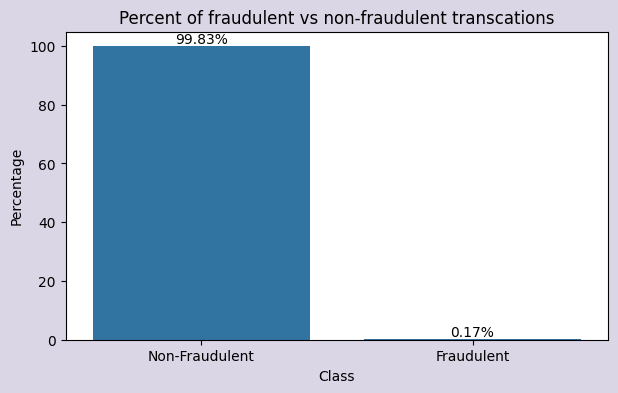 Percent of fraudulent vs non-fraudulent transcations
99.83%
0.17%
100
80
60
40
20
0
Percentage
Non-Fraudulent
Fraudulent
Class